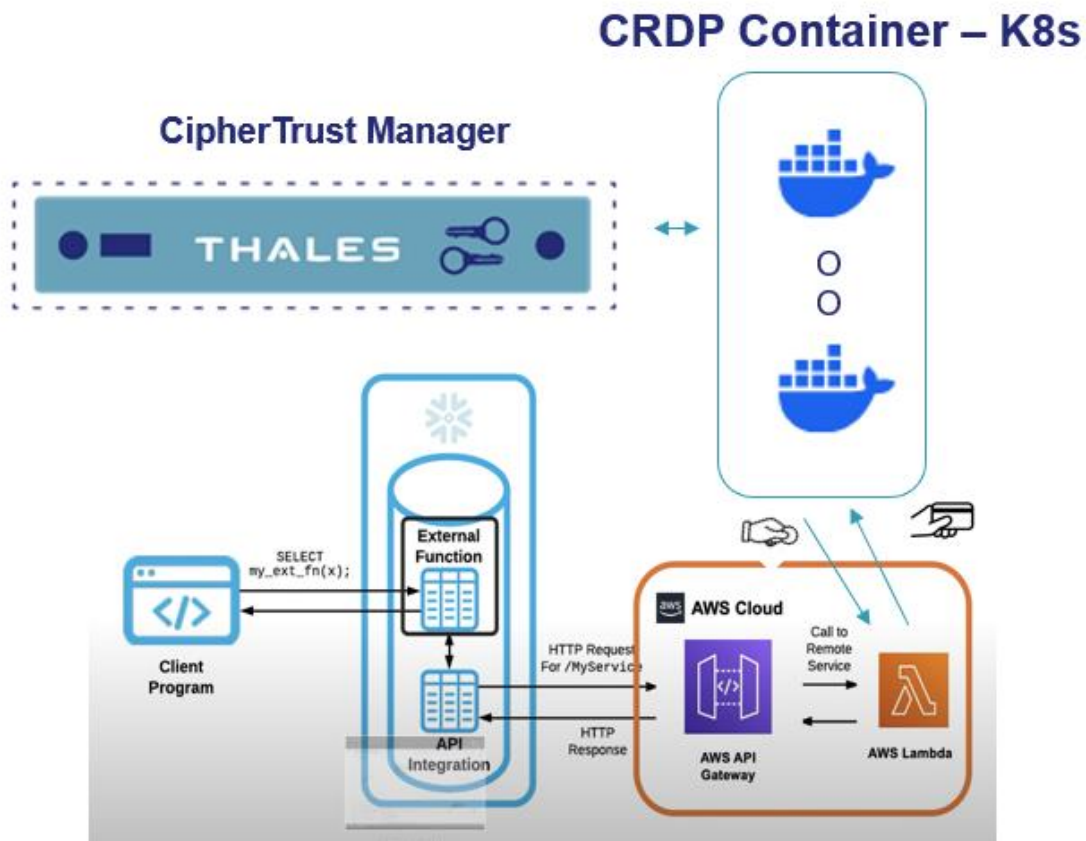 CRDP Container – K8s
CipherTrust Manager
THALES
O
O
External
Function
SELECT
my_ext_fn(x);
</>
Client
Program
API
Integration
HTTP Request
For /MyService
HTTP
Response
aws
AWS Cloud
Call to
Remote
Service
</>
AWS API
Gateway
AWS Lambda